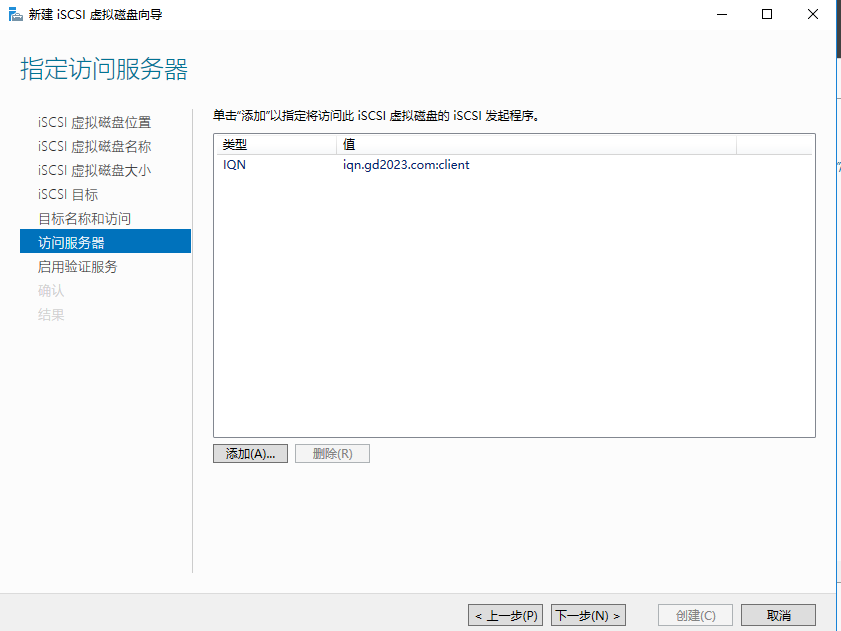 新建 iSCSI 虚拟磁盘向导
指定访问服务器
iSCSI 虚拟磁盘位置
iSCSI 虚拟磁盘名称
iSCSI 虚拟磁盘大小
iSCSI 目标
目标名称和访问
访问服务器
启用验证服务
确认
结果
单击"添加"以指定将访问此 iSCSI 虚拟磁盘的 iSCSI 发起程序。
类型 值
IQN iqn.gd2023.com:client
添加(A)... 删除(R)
< 上一步(P) 下一步(N) > 创建(C) 取消